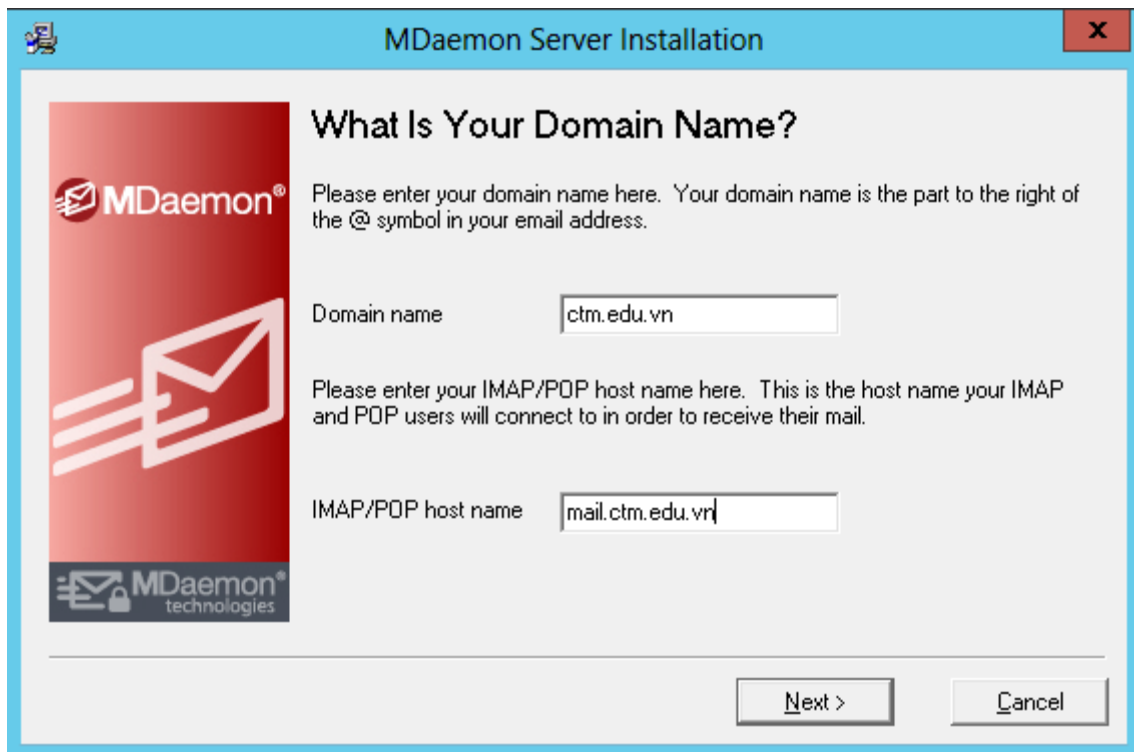 MDaemon Server Installation
X
What Is Your Domain Name?
MDaemon®
Please enter your domain name here. Your domain name is the part to the right of
the @ symbol in your email address.
Domain name
ctm.edu.vn
Please enter your IMAP/POP host name here. This is the host name your IMAP
and POP users will connect to in order to receive their mail.
IMAP/POP host name
mail.ctm.edu.vn
MDaemon®
technologies
Next >
Cancel